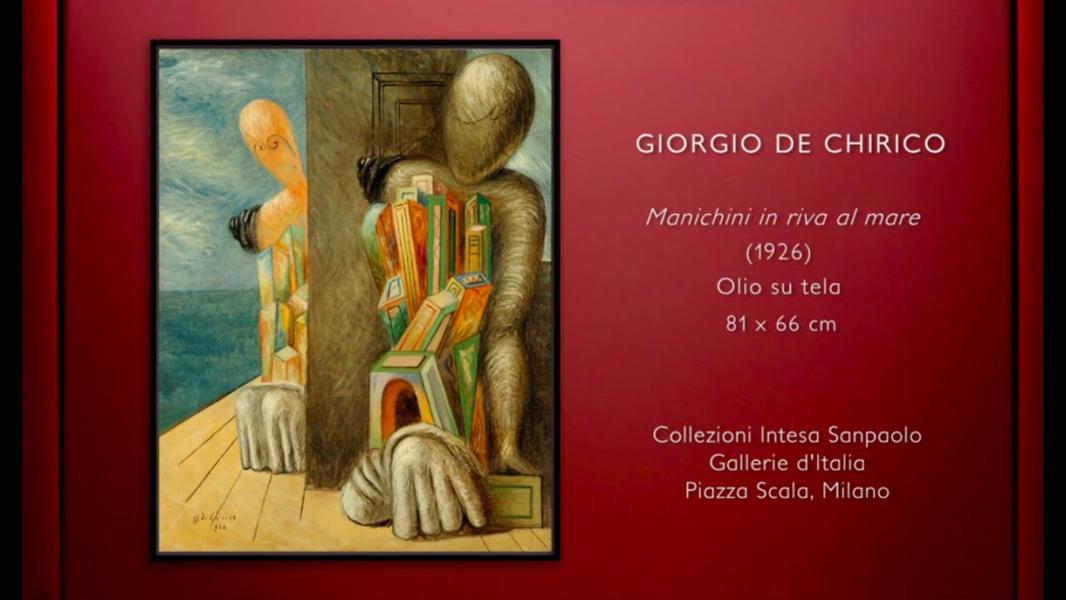 GIORGIO DE CHIRICO
Manichini in riva al mare
(1926)
Olio su tela
81 x 66 cm
Collezioni Intesa Sanpaolo
Gallerie d'Italia
Piazza Scala, Milano